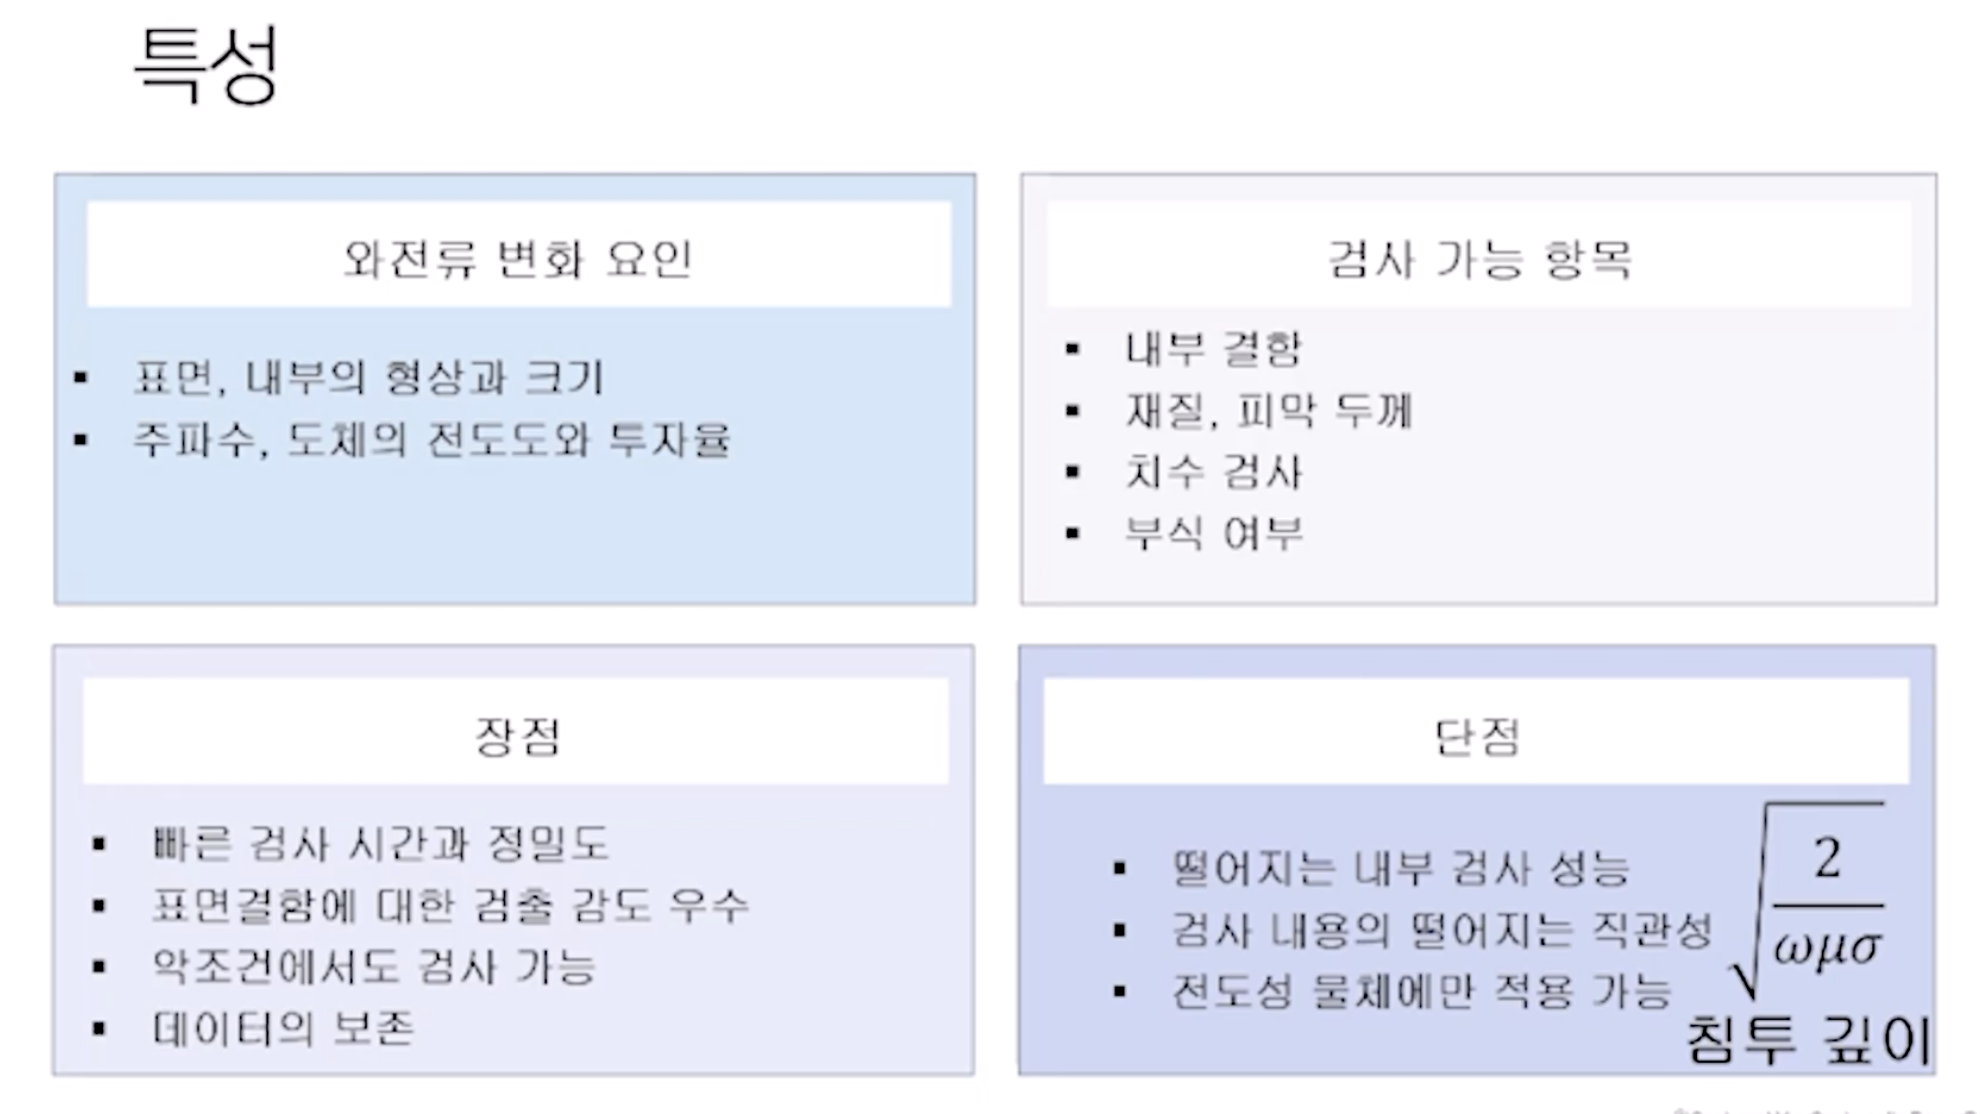 특성
와전류 변화 요인
▪ 표면, 내부의 형상과 크기
▪ 주파수, 도체의 전도도와 투자율
검사 가능 항목
▪ 내부 결함
▪ 재질, 피막 두께
▪ 치수 검사
▪ 부식 여부
장점
▪ 빠른 검사 시간과 정밀도
▪ 표면결함에 대한 검출 감도 우수
▪ 악조건에서도 검사 가능
▪ 데이터의 보존
단점
▪ 떨어지는 내부 검사 성능
▪ 검사 내용의 떨어지는 직관성
▪ 전도성 물체에만 적용 가능
√(2/ωμσ)
침투 깊이